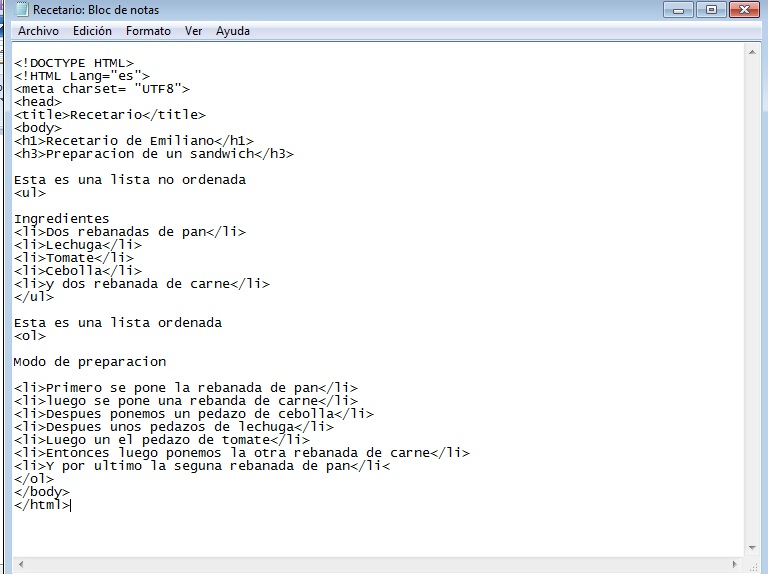 Recetario: Bloc de notas
Archivo Edición Formato Ver Ayuda
<!DOCTYPE HTML>
<!HTML Lang="es">
<meta charset= "UTF8">
<head>
<title>Recetario</title>
<body>
<h1>Recetario de Emiliano</h1>
<h3>Preparacion de un sandwich</h3>
Esta es una lista no ordenada
<ul>
Ingredientes
<li>Dos rebanadas de pan</li>
<li>Lechuga</li>
<li>Tomate</li>
<li>Cebolla</li>
<li>y dos rebanada de carne</li>
</ul>
Esta es una lista ordenada
<ol>
Modo de preparacion
<li>Primero se pone la rebanada de pan</li>
<li>luego se pone una rebanda de carne</li>
<li>Despues ponemos un pedazo de cebolla</li>
<li>Despues unos pedazos de lechuga</li>
<li>Luego un el pedazo de tomate</li>
<li>Entonces luego ponemos la otra rebanada de carne</li>
<li>Y por ultimo la seguna rebanada de pan</li<
</ol>
</body>
</html>